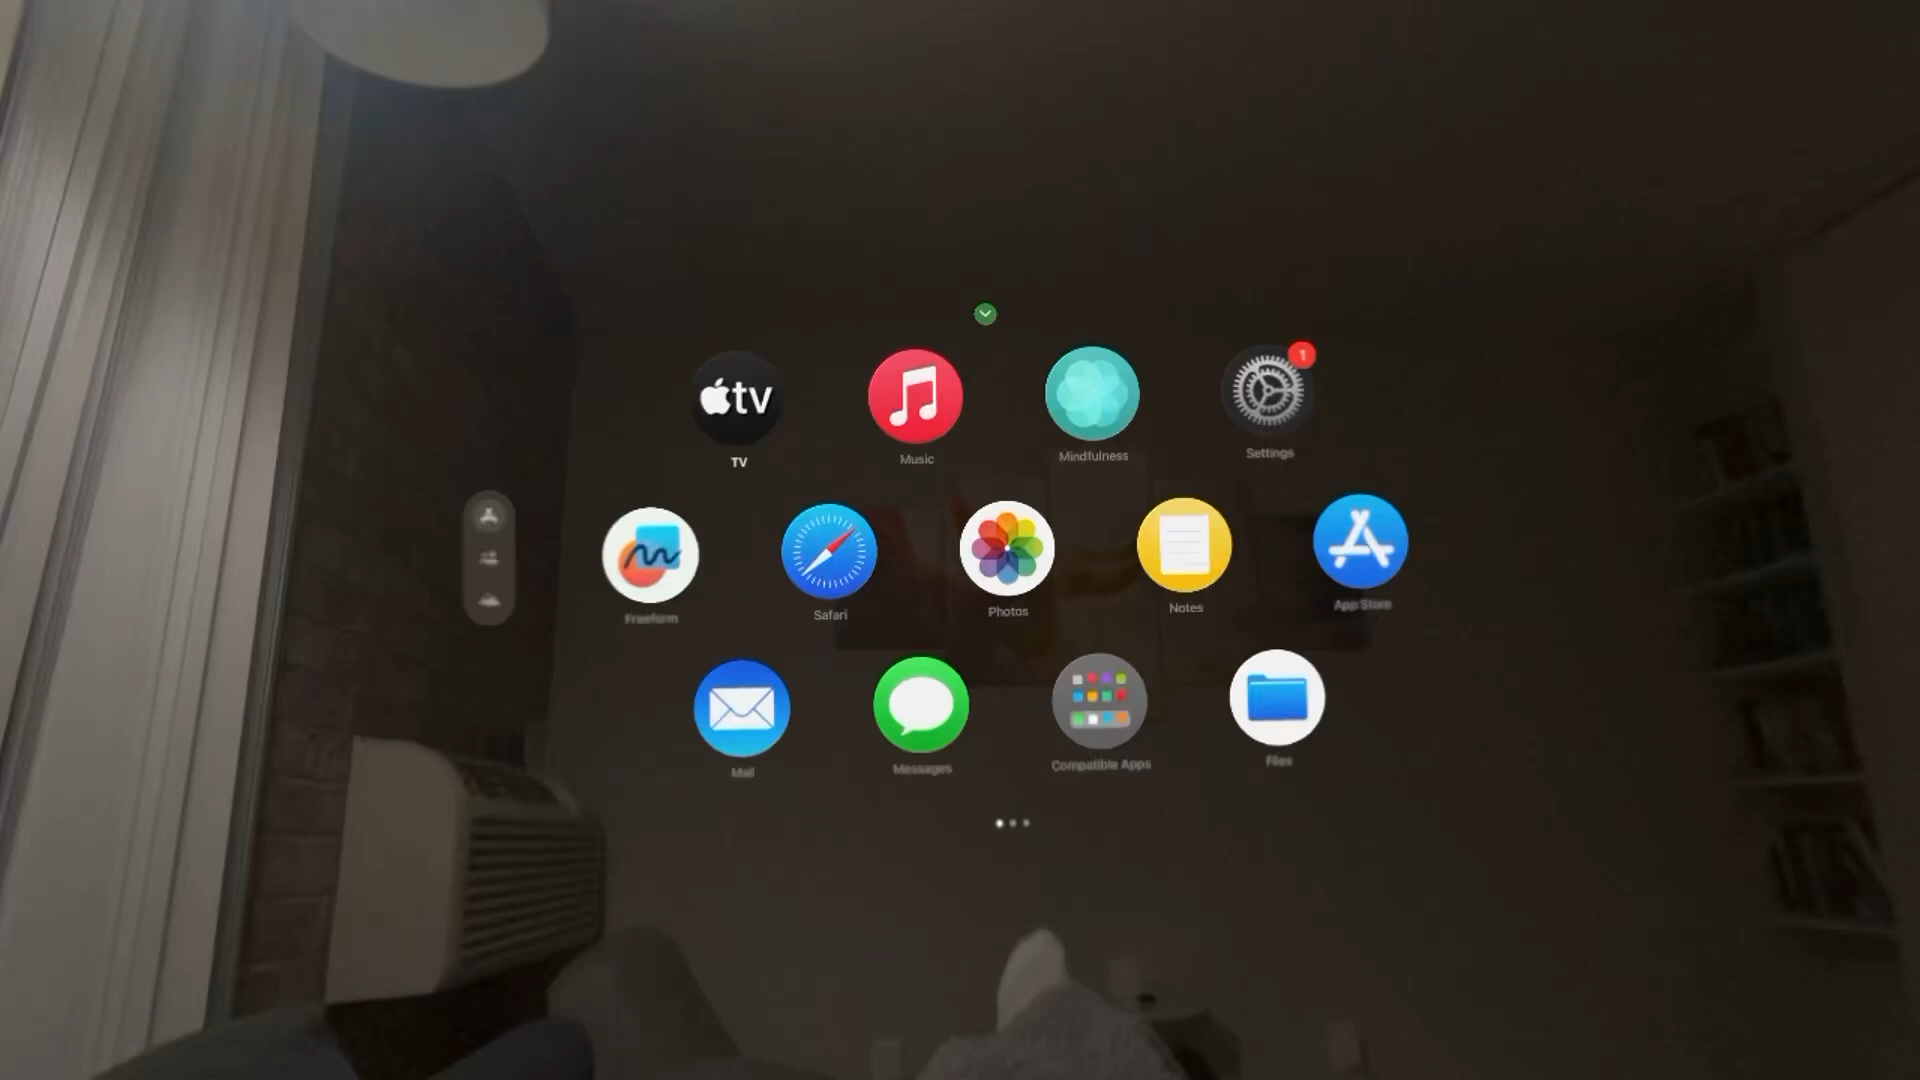 tv
1
TV
Music
Mindfulness
Settings
Freeform
Safari
Photos
Notes
App Store
Mail
Messages
Compatible Apps
Files